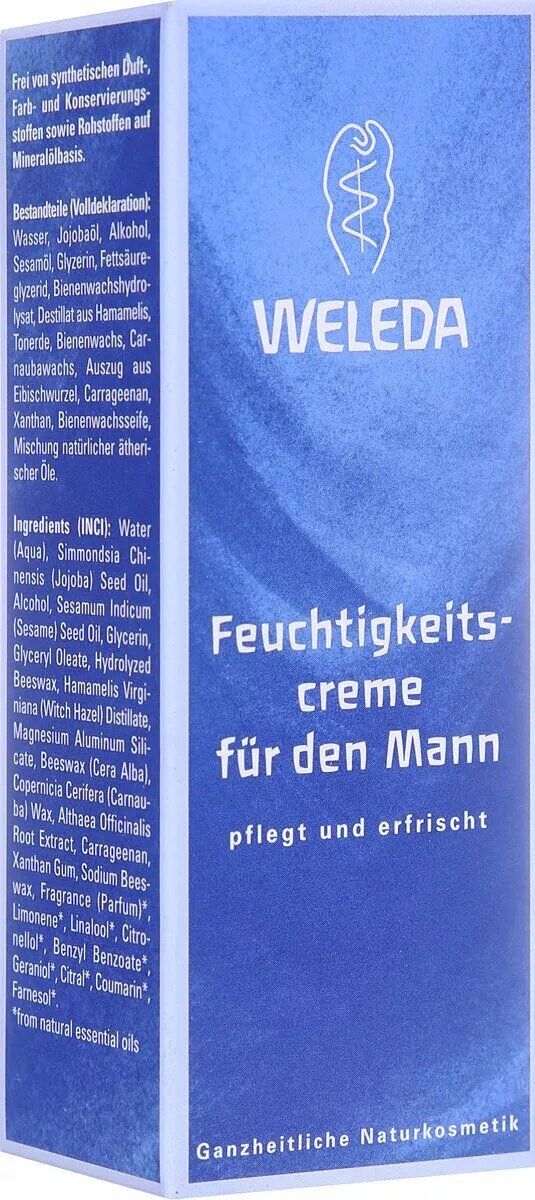 Frei von synthetischen Duft-,
Farb- und Konservierungs-
stoffen sowie Rohstoffen auf
Mineralölbasis.
Bestandteile (Volldeklaration):
Wasser, Jojobaöl, Alkohol,
Sesamöl, Glyzerin, Fettsäure-
glyzerid, Bienenwachshydro-
lysat, Destillat aus Hamamelis,
Tonerde, Bienenwachs, Car-
naubawachs, Auszug aus
Eibischwurzel, Carrageenan,
Xanthan, Bienenwachsseife,
Mischung natürlicher ätheri-
scher Öle.
Ingredients (INCI): Water
(Aqua), Simmondsia Chi-
nensis (Jojoba) Seed Oil,
Alcohol, Sesamum Indicum
(Sesame) Seed Oil, Glycerin,
Glyceryl Oleate, Hydrolyzed
Beeswax, Hamamelis Virgi-
niana (Witch Hazel) Distillate,
Magnesium Aluminum Sili-
cate, Beeswax (Cera Alba),
Copernicia Cerifera (Carnau-
ba) Wax, Althaea Officinalis
Root Extract, Carrageenan,
Xanthan Gum, Sodium Bees-
wax, Fragrance (Parfum)*,
Limonene*, Linalool*, Citro-
nellol*, Benzyl Benzoate*,
Geraniol*, Citral*, Coumarin*,
Farnesol*.
*from natural essential oils
WELEDA
Feuchtigkeits-
creme
für den Mann
pflegt und erfrischt
Ganzheitliche Naturkosmetik